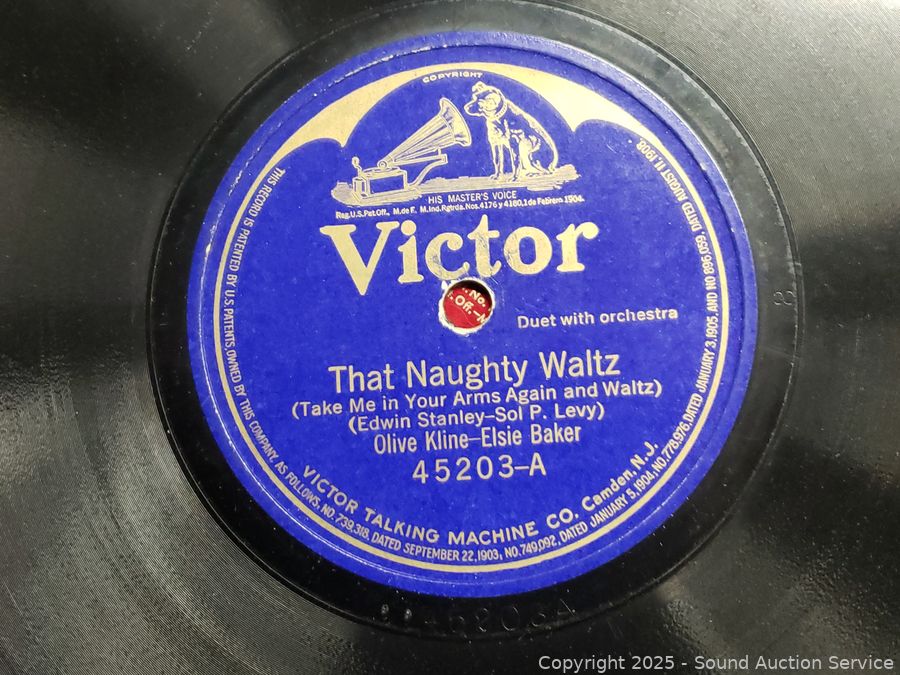 COPYRIGHT
HIS MASTER'S VOICE
Reg.U.S.Pat.Off., M.de F. M.Ind.Rgtrda.Nos.4176 y 4180,1 de Febrero 1904.
Victor
No.
Off.–M
Duet with orchestra
That Naughty Waltz
(Take Me in Your Arms Again and Waltz)
(Edwin Stanley–Sol P. Levy)
Olive Kline–Elsie Baker
45203–A
VICTOR TALKING MACHINE CO. Camden, N.J.
THIS RECORD IS PATENTED BY U.S. PATENTS, OWNED BY THIS COMPANY, AS FOLLOWS, NO. 739,318, DATED SEPTEMBER 22, 1903; NO. 749,092, DATED JANUARY 5, 1904; NO. 778,976, DATED JANUARY 3, 1905, AND NO 896,059, DATED AUGUST 11, 1908
45203A
Copyright 2025 - Sound Auction Service